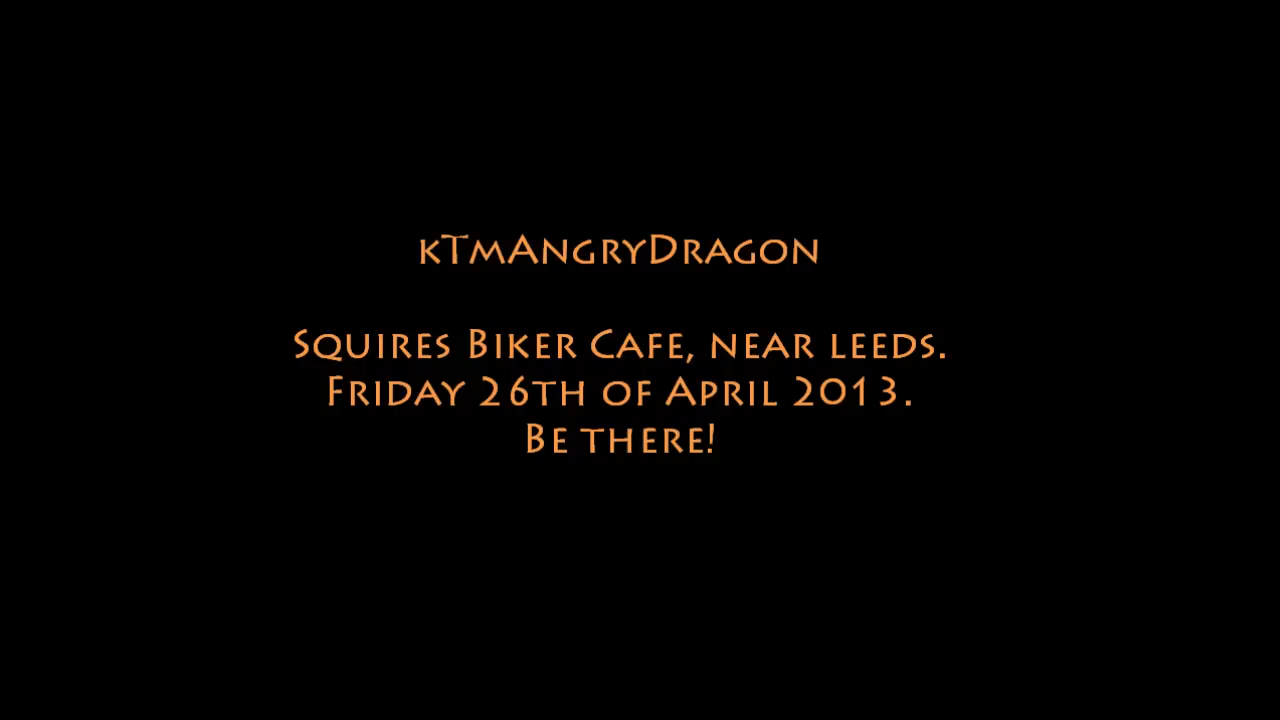 kTmAngryDragon
Squires Biker Cafe, near leeds.
Friday 26th of April 2013.
Be there!